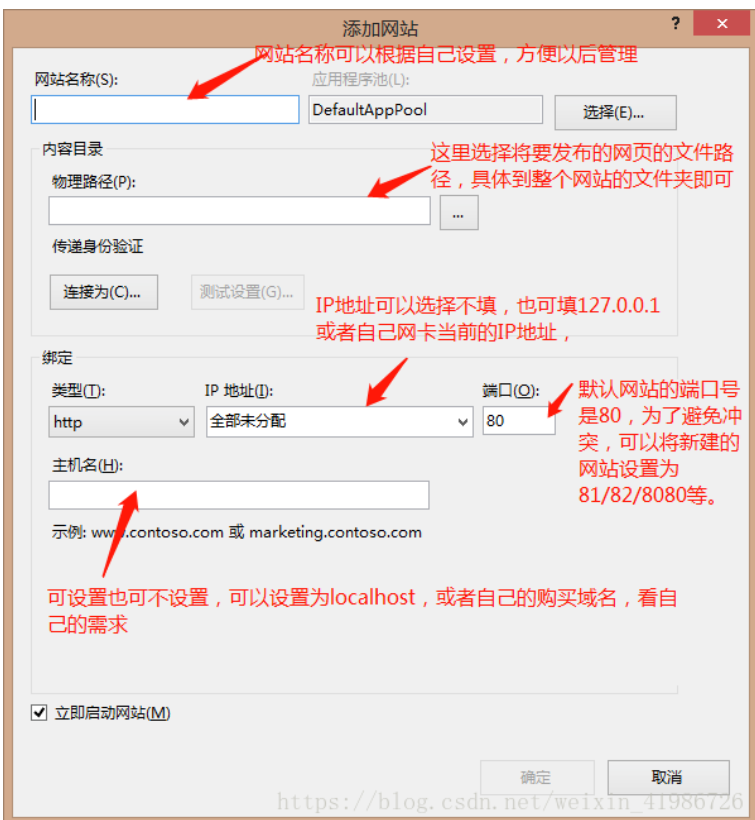 添加网站
?
×
网站名称可以根据自己设置，方便以后管理
网站名称(S):
应用程序池(L):
DefaultAppPool
选择(E)...
内容目录
这里选择将要发布的网页的文件路
径，具体到整个网站的文件夹即可
物理路径(P):
...
传递身份验证
连接为(C)...
测试设置(G)...
IP地址可以选择不填，也可填127.0.0.1
或者自己网卡当前的IP地址，
绑定
类型(T):
IP 地址(I):
端口(O):
http
全部未分配
80
默认网站的端口号
是80，为了避免冲
突，可以将新建的
网站设置为
81/82/8080等。
主机名(H):
示例: www.contoso.com 或 marketing.contoso.com
可设置也可不设置，可以设置为localhost，或者自己的购买域名，看自
己的需求
立即启动网站(M)
确定
取消
https://blog.csdn.net/weixin_41986726